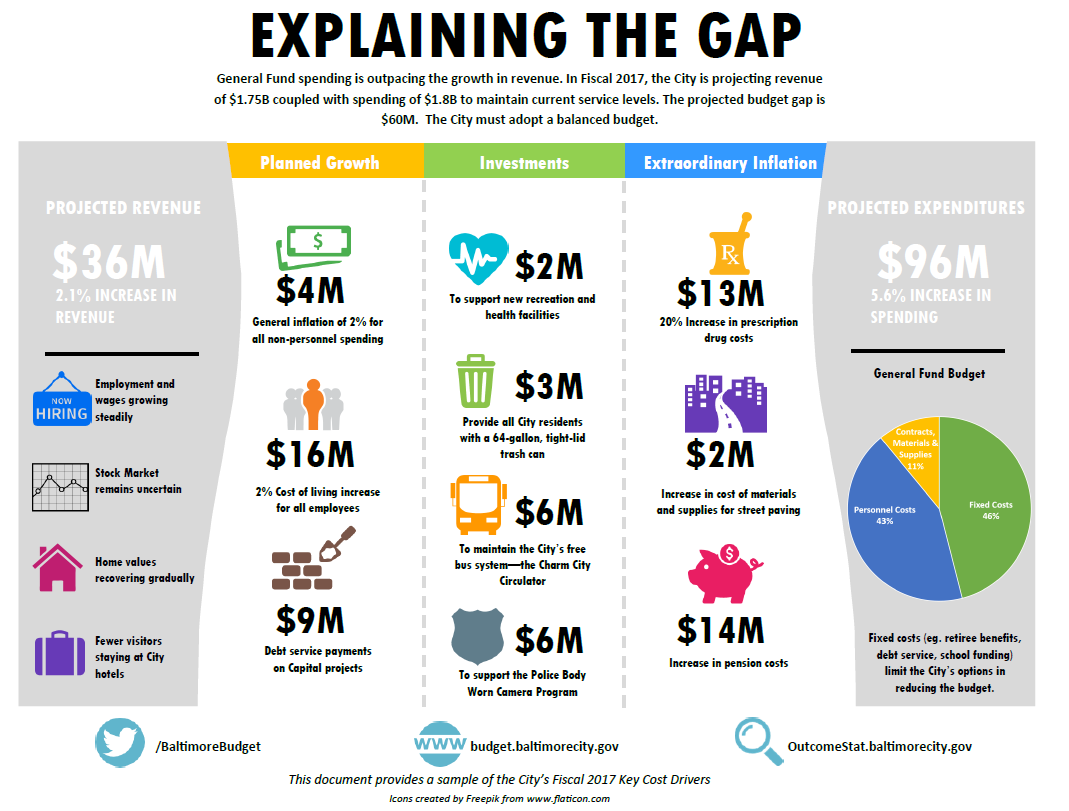 EXPLAINING THE GAP
General Fund spending is outpacing the growth in revenue. In Fiscal 2017, the City is projecting revenue
of $1.75B coupled with spending of $1.8B to maintain current service levels. The projected budget gap is
$60M. The City must adopt a balanced budget.
PROJECTED REVENUE
$36M
2.1% INCREASE IN
REVENUE
NOW
HIRING
Employment and
wages growing
steadily
Stock Market
remains uncertain
Home values
recovering gradually
Fewer visitors
staying at City
hotels
Planned Growth
$
$4M
General inflation of 2% for
all non-personnel spending
$16M
2% Cost of living increase
for all employees
$9M
Debt service payments
on Capital projects
Investments
$2M
To support new recreation and
health facilities
$3M
Provide all City residents
with a 64-gallon, tight-lid
trash can
$6M
To maintain the City's free
bus system—the Charm City
Circulator
$6M
To support the Police Body
Worn Camera Program
Extraordinary Inflation
Rx
$13M
20% Increase in prescription
drug costs
$2M
Increase in cost of materials
and supplies for street paving
$
$14M
Increase in pension costs
PROJECTED EXPENDITURES
$96M
5.6% INCREASE IN
SPENDING
General Fund Budget
Contracts,
Materials &
Supplies
11%
Personnel Costs
43%
Fixed Costs
46%
Fixed costs (eg. retiree benefits,
debt service, school funding)
limit the City's options in
reducing the budget.
/BaltimoreBudget
WWW
budget.baltimorecity.gov
OutcomeStat.baltimorecity.gov
This document provides a sample of the City's Fiscal 2017 Key Cost Drivers
Icons created by Freepik from www.flaticon.com